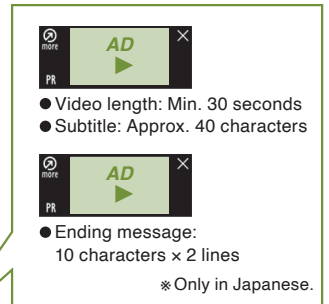 more
AD
×
PR
● Video length: Min. 30 seconds
● Subtitle: Approx. 40 characters
more
AD
×
PR
● Ending message:
10 characters × 2 lines
※Only in Japanese.